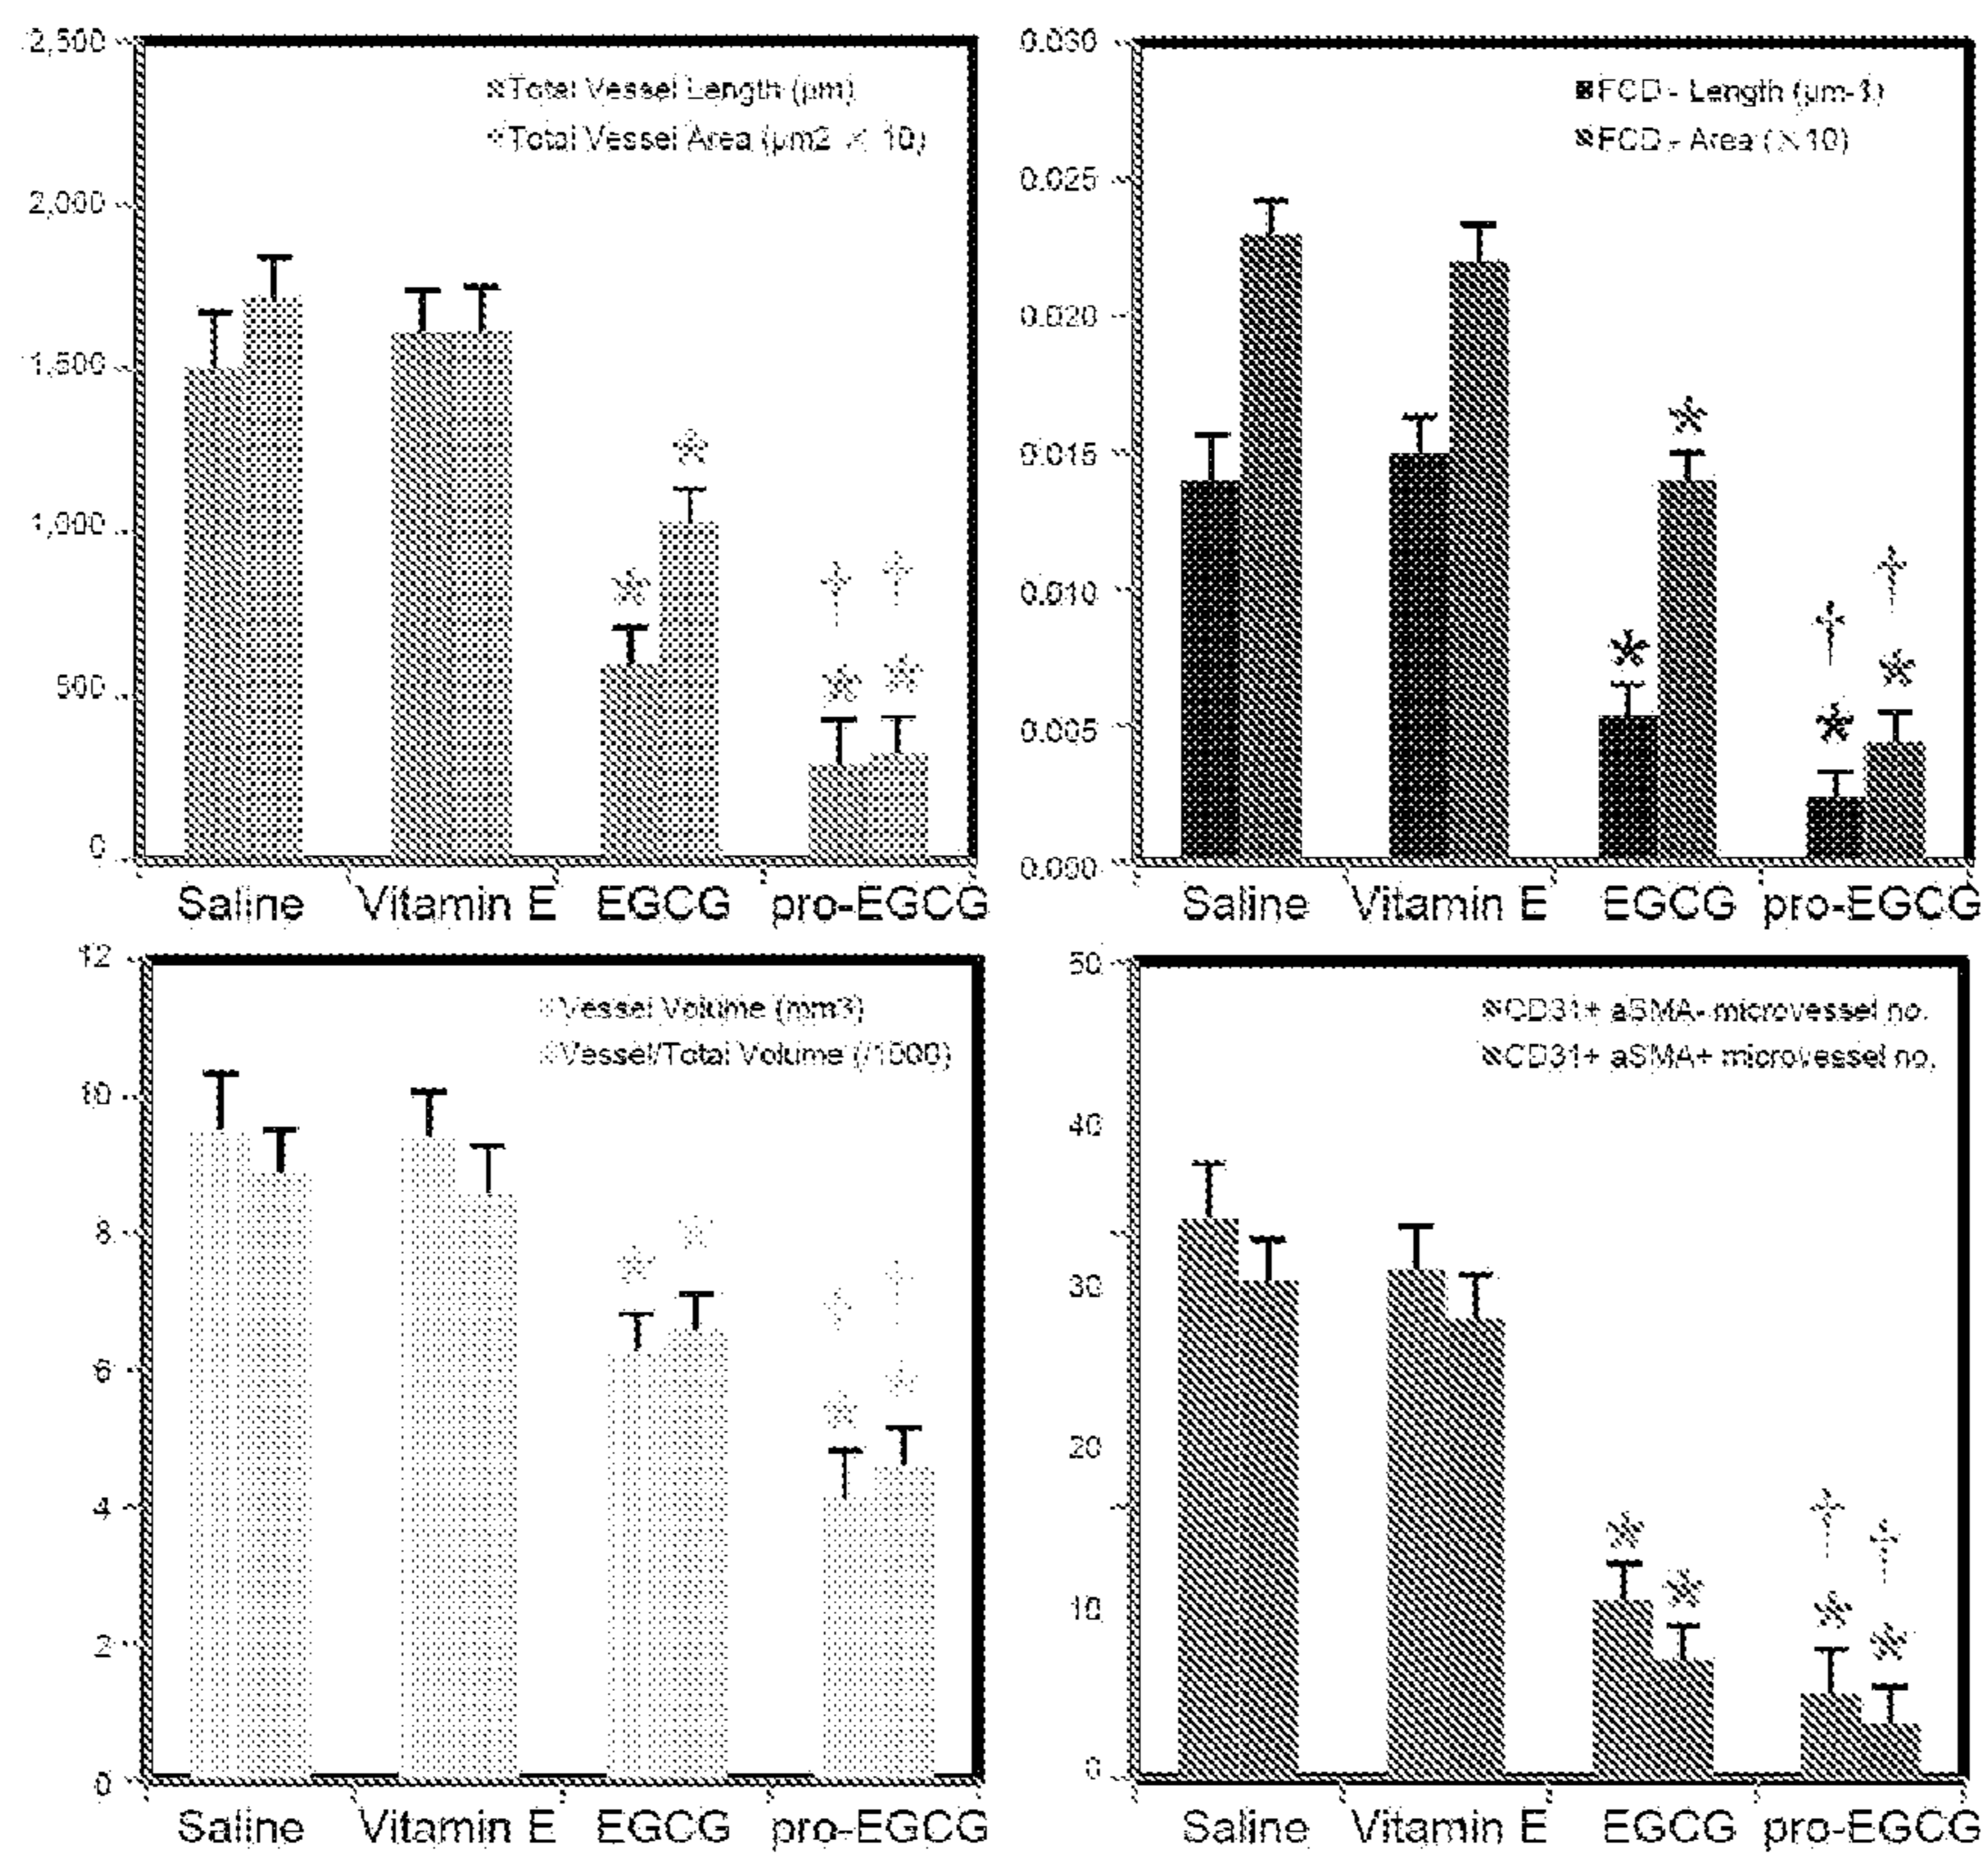 2,500
Total Vessel Length (μm)
Total Vessel Area (μm2 × 10)
2,000
1,500
1,000
500
0
Saline Vitamin E EGCG pro-EGCG
* * † † * *
0.030
FCD - Length (μm-1)
FCD - Area (×10)
0.025
0.020
0.015
0.010
0.005
0.000
Saline Vitamin E EGCG pro-EGCG
* * † † * *
12
Vessel Volume (mm3)
Vessel/Total Volume (/1000)
10
8
6
4
2
0
Saline Vitamin E EGCG pro-EGCG
* * † † * *
50
CD31+ aSMA- microvessel no.
CD31+ aSMA+ microvessel no.
40
30
20
10
0
Saline Vitamin E EGCG pro-EGCG
* * † † * *